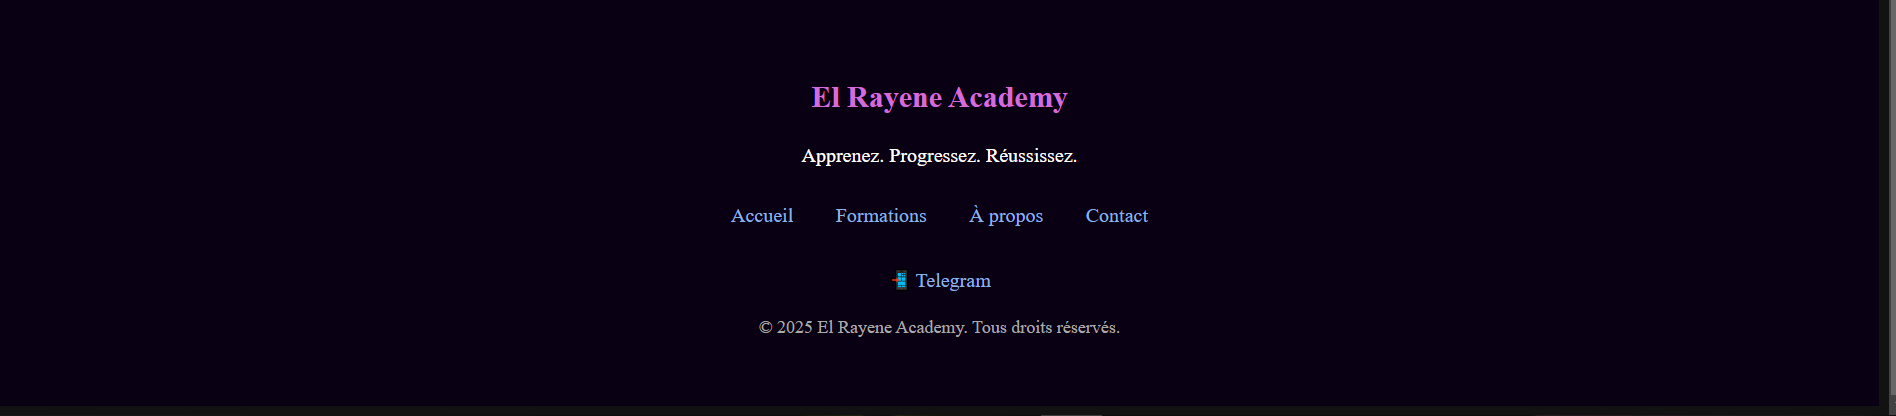 El Rayene Academy
Apprenez. Progressez. Réussissez.
Accueil Formations À propos Contact
📲 Telegram
© 2025 El Rayene Academy. Tous droits réservés.